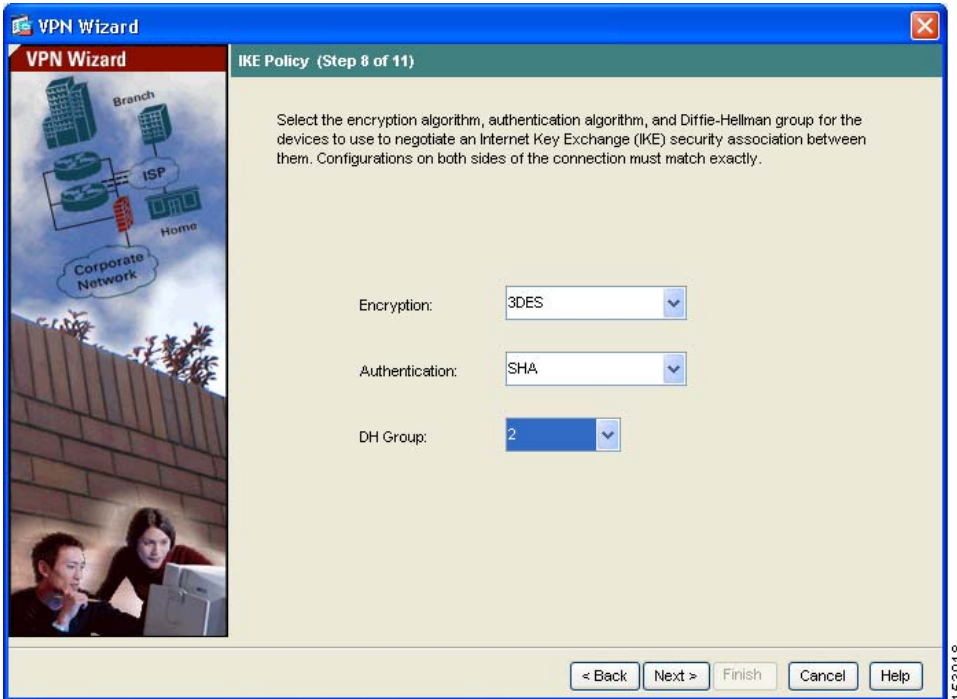 VPN Wizard
VPN Wizard
IKE Policy (Step 8 of 11)
Branch
ISP
Home
Corporate
Network
Select the encryption algorithm, authentication algorithm, and Diffie-Hellman group for the
devices to use to negotiate an Internet Key Exchange (IKE) security association between
them. Configurations on both sides of the connection must match exactly.
Encryption: 3DES
Authentication: SHA
DH Group: 2
< Back Next > Finish Cancel Help